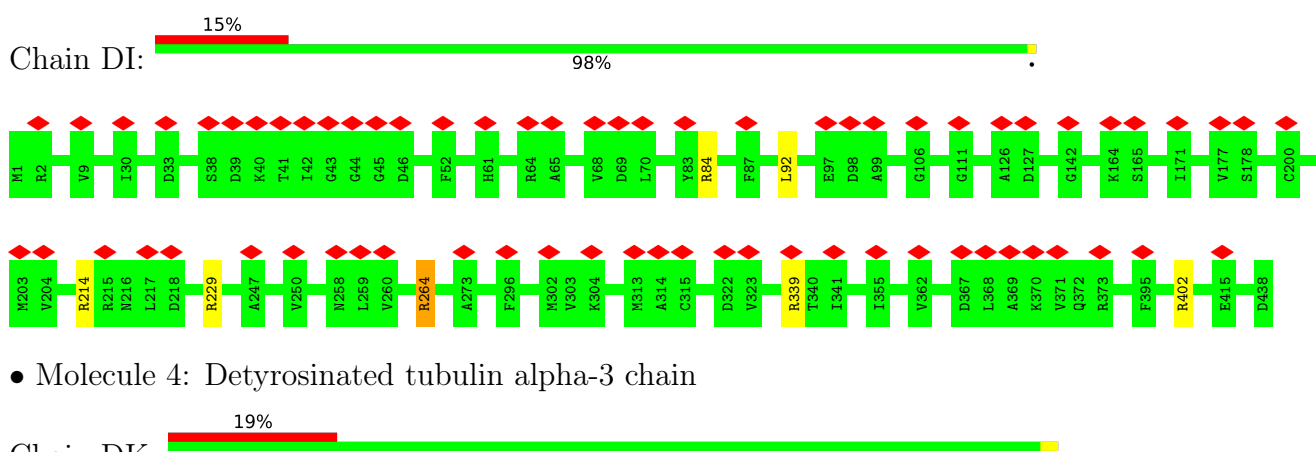 15%
Chain DI:
98%
.
M1 R2 V9 I30 D33 S38 D39 K40 T41 I42 G43 G44 G45 D46 F52 H61 R64 A65 V68 D69 L70 Y83 R84 F87 L92 E97 D98 A99 G106 G111 A126 D127 G142 K164 S165 I171 V177 S178 C200
M203 V204 R214 R215 N216 L217 D218 R229 A247 V250 N258 L259 V260 R264 A273 F296 M302 V303 K304 M313 A314 C315 D322 V323 R339 T340 I341 I355 V362 D367 L368 A369 K370 V371 Q372 R373 F395 R402 E415 D438
• Molecule 4: Detyrosinated tubulin alpha-3 chain
19%
Chain DK